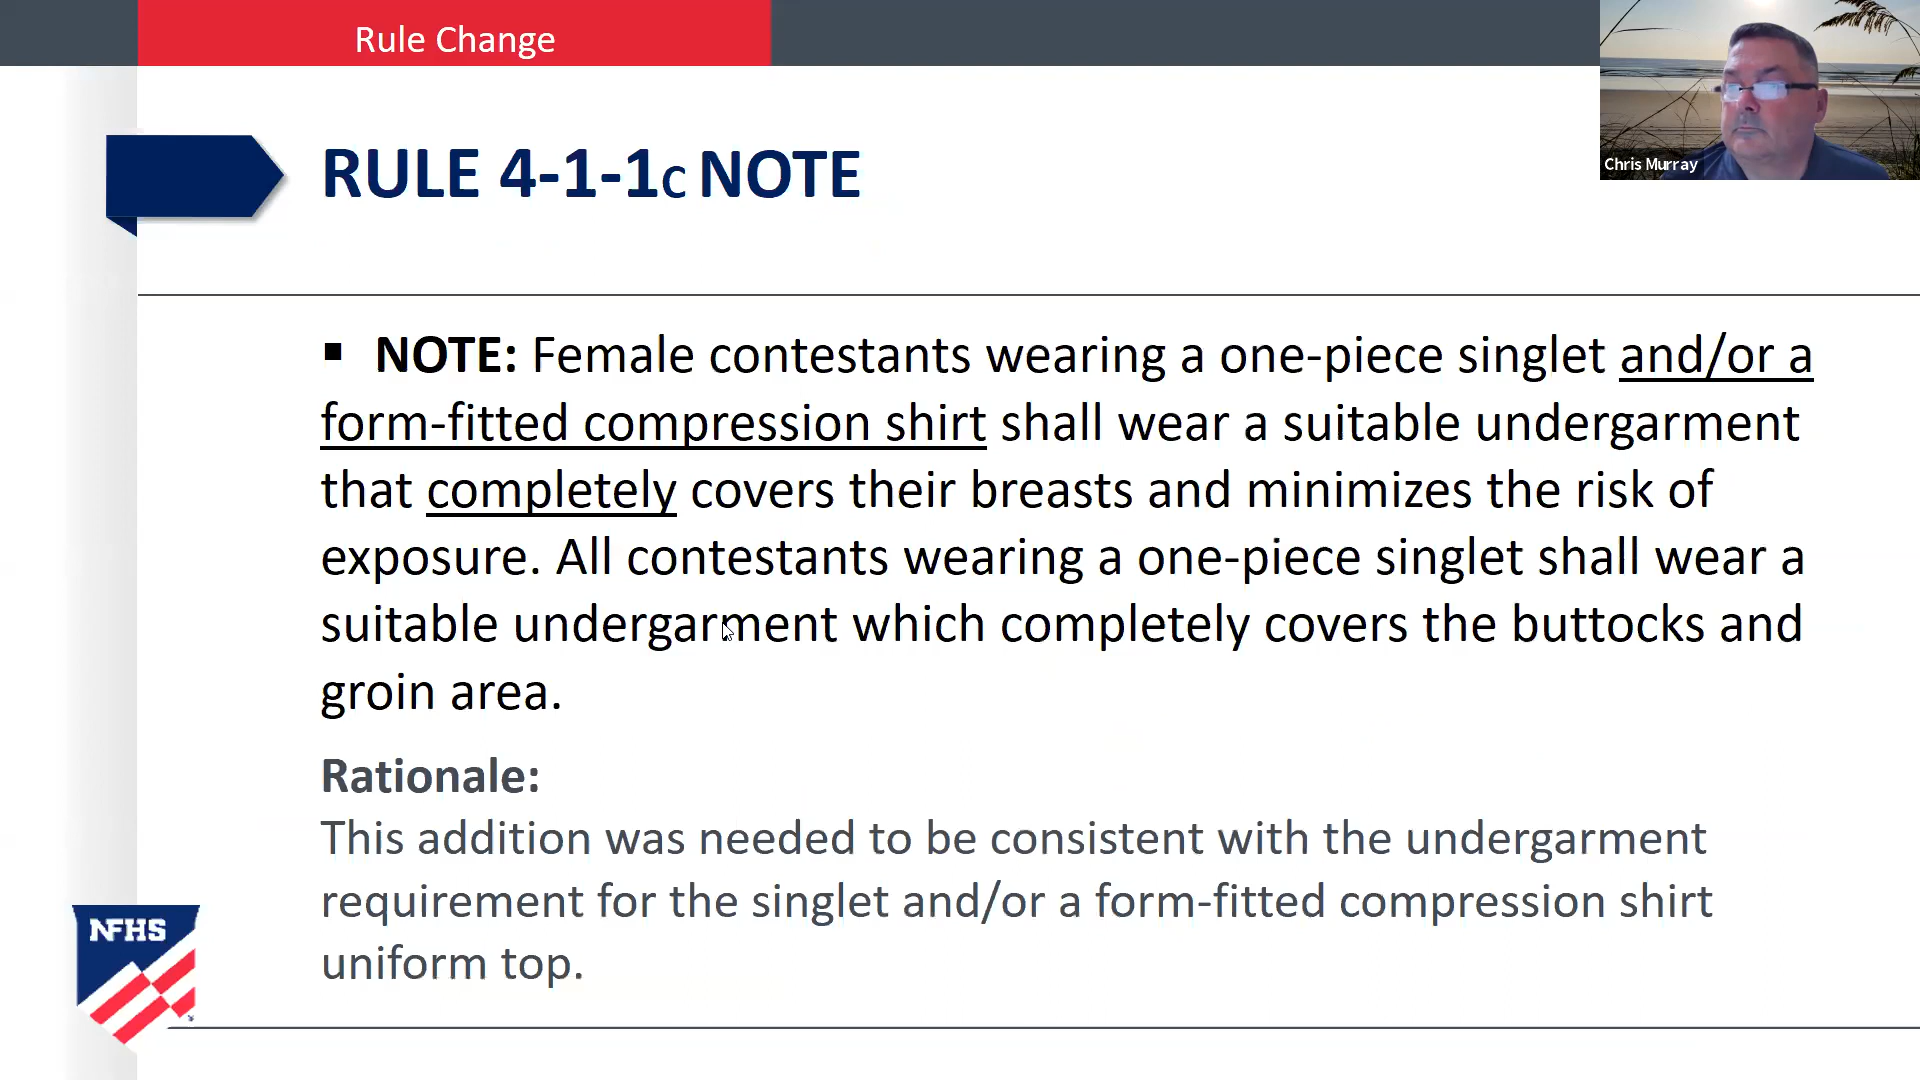 Rule Change
Chris Murray
RULE 4-1-1c NOTE
▪ NOTE: Female contestants wearing a one-piece singlet and/or a
form-fitted compression shirt shall wear a suitable undergarment
that completely covers their breasts and minimizes the risk of
exposure. All contestants wearing a one-piece singlet shall wear a
suitable undergarment which completely covers the buttocks and
groin area.
Rationale:
This addition was needed to be consistent with the undergarment
requirement for the singlet and/or a form-fitted compression shirt
uniform top.
NFHS